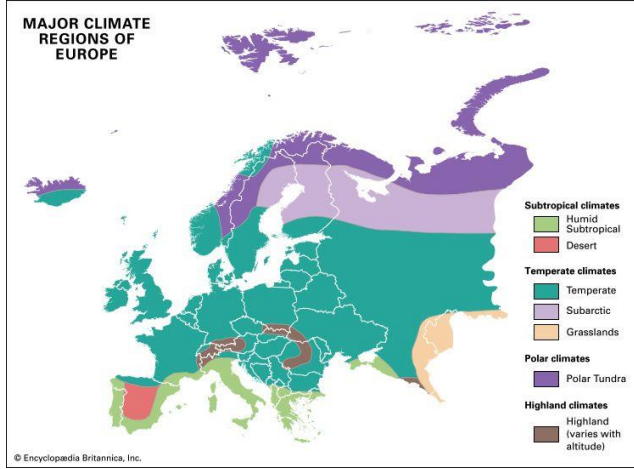 MAJOR CLIMATE
REGIONS OF
EUROPE
Subtropical climates
Humid
Subtropical
Desert
Temperate climates
Temperate
Subarctic
Grasslands
Polar climates
Polar Tundra
Highland climates
Highland
(varies with
altitude)
© Encyclopædia Britannica, Inc.